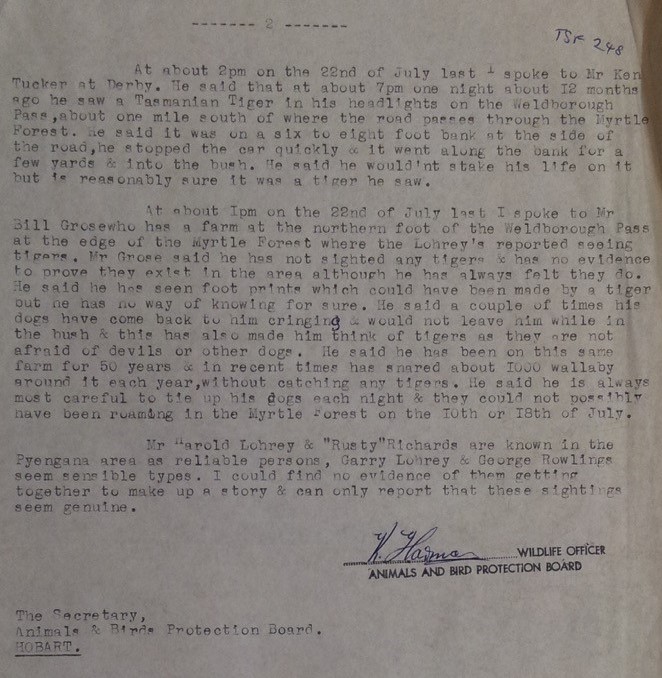 ------- 2 -------
TSF 248
At about 2pm on the 22nd of July last I spoke to Mr Ken
Tucker at Derby. He said that at about 7pm one night about I2 months
ago he saw a Tasmanian Tiger in his headlights on the Weldborough
Pass,about one mile south of where the road passes through the Myrtle
Forest. He said it was on a six to eight foot bank at the side of
the road,he stopped the car quickly & it went along the bank for a
few yards & into the bush. He said he would'nt stake his life on it
but is reasonably sure it was a tiger he saw.
At about Ipm on the 22nd of July last I spoke to Mr
Bill Grosewho has a farm at the northern foot of the Weldborough Pass
at the edge of the Myrtle Forest where the Lohrey's reported seeing
tigers. Mr Grose said he has not sighted any tigers & has no evidence
to prove they exist in the area although he has always felt they do.
He said he has seen foot prints which could have been made by a tiger
but he has no way of knowing for sure. He said a couple of times his
dogs have come back to him cringing & would not leave him while in
the bush & this has also made him think of tigers as they are not
afraid of devils or other dogs. He said he has been on this same
farm for 50 years & in recent times has snared about I000 wallaby
around it each year,without catching any tigers. He said he is always
most careful to tie up his dogs each night & they could not possibly
have been roaming in the Myrtle Forest on the I0th or I8th of July.
Mr Harold Lohrey & "Rusty"Richards are known in the
Pyengana area as reliable persons, Garry Lohrey & George Rowlings
seem sensible types. I could find no evidence of them getting
together to make up a story & can only report that these sightings
seem genuine.
WILDLIFE OFFICER
ANIMALS AND BIRD PROTECTION BOARD
The Secretary,
Animals & Birds Protection Board.
HOBART.